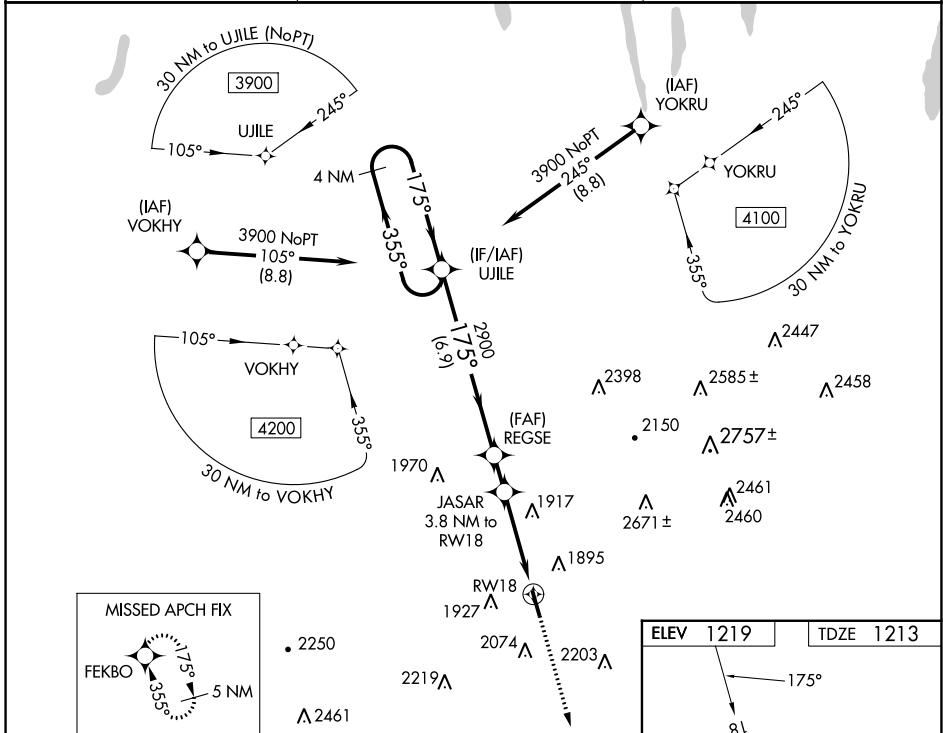 30 NM to UJILE (NoPT)
3900
245°
UJILE
105°
(IAF)
YOKRU
3900 NoPT
245°
(8.8)
245°
YOKRU
4100
355°
30 NM to YOKRU
4 NM
175°
355°
(IAF)
VOKHY
3900 NoPT
105°
(8.8)
(IF/IAF)
UJILE
2900
175°
(6.9)
105°
VOKHY
4200
355°
30 NM to VOKHY
2447
2398
2585 ±
2458
2150
2757 ±
(FAF)
REGSE
1970
JASAR
3.8 NM to
RW18
1917
2461
2460
2671 ±
1895
RW18
1927
2074
2203
2219
2250
2461
MISSED APCH FIX
FEKBO
175°
355°
5 NM
ELEV 1219
TDZE 1213
175°
18